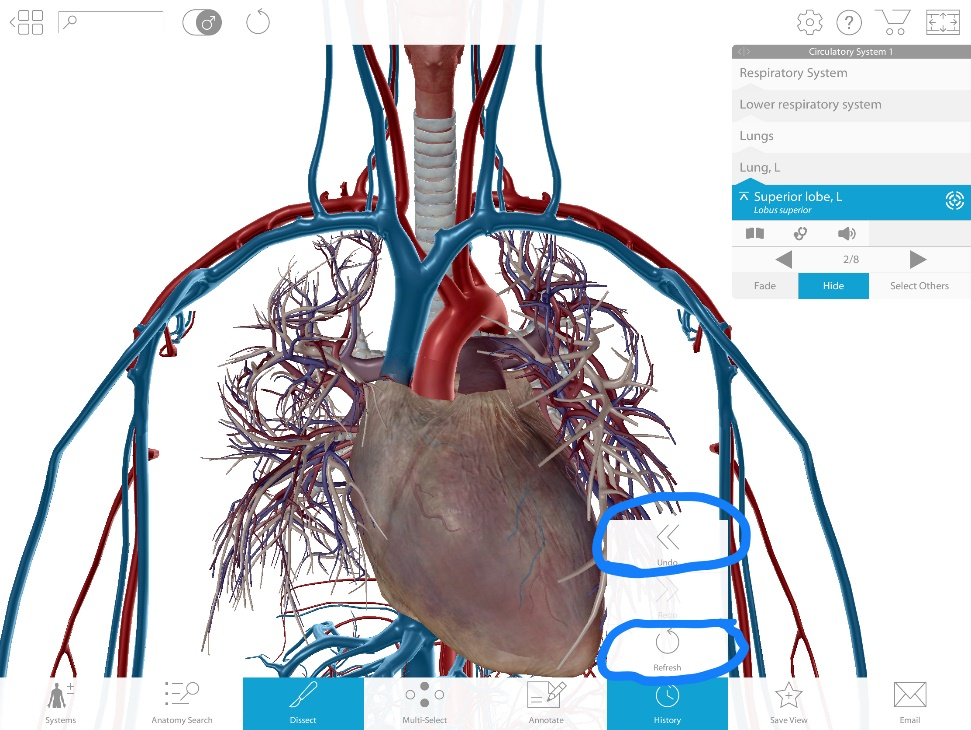 Circulatory System 1
Respiratory System
Lower respiratory system
Lungs
Lung, L
Superior lobe, L
Lobus superior
2/8
Fade
Hide
Select Others
Undo
Refresh
Systems
Anatomy Search
Dissect
Multi-Select
Annotate
History
Save View
Email